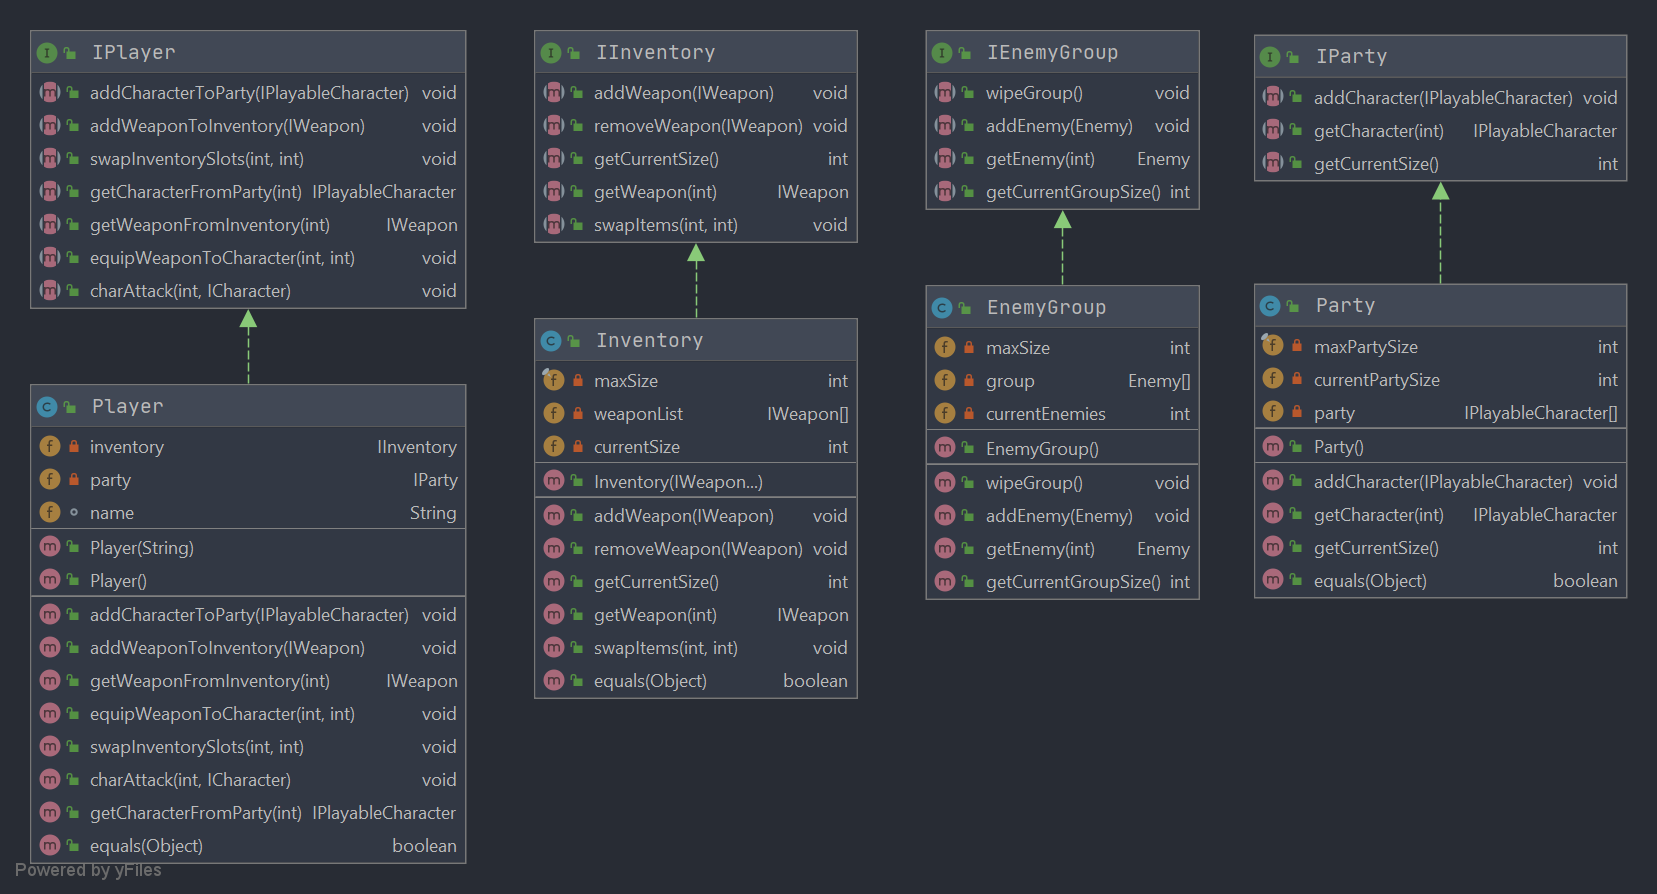 IPlayer
addCharacterToParty(IPlayableCharacter) void
addWeaponToInventory(IWeapon) void
swapInventorySlots(int, int) void
getCharacterFromParty(int) IPlayableCharacter
getWeaponFromInventory(int) IWeapon
equipWeaponToCharacter(int, int) void
charAttack(int, ICharacter) void
Player
inventory IInventory
party IParty
name String
Player(String)
Player()
addCharacterToParty(IPlayableCharacter) void
addWeaponToInventory(IWeapon) void
getWeaponFromInventory(int) IWeapon
equipWeaponToCharacter(int, int) void
swapInventorySlots(int, int) void
charAttack(int, ICharacter) void
getCharacterFromParty(int) IPlayableCharacter
equals(Object) boolean
IInventory
addWeapon(IWeapon) void
removeWeapon(IWeapon) void
getCurrentSize() int
getWeapon(int) IWeapon
swapItems(int, int) void
Inventory
maxSize int
weaponList IWeapon[]
currentSize int
Inventory(IWeapon...)
addWeapon(IWeapon) void
removeWeapon(IWeapon) void
getCurrentSize() int
getWeapon(int) IWeapon
swapItems(int, int) void
equals(Object) boolean
IEnemyGroup
wipeGroup() void
addEnemy(Enemy) void
getEnemy(int) Enemy
getCurrentGroupSize() int
EnemyGroup
maxSize int
group Enemy[]
currentEnemies int
EnemyGroup()
wipeGroup() void
addEnemy(Enemy) void
getEnemy(int) Enemy
getCurrentGroupSize() int
IParty
addCharacter(IPlayableCharacter) void
getCharacter(int) IPlayableCharacter
getCurrentSize() int
Party
maxPartySize int
currentPartySize int
party IPlayableCharacter[]
Party()
addCharacter(IPlayableCharacter) void
getCharacter(int) IPlayableCharacter
getCurrentSize() int
equals(Object) boolean
Powered by yFiles